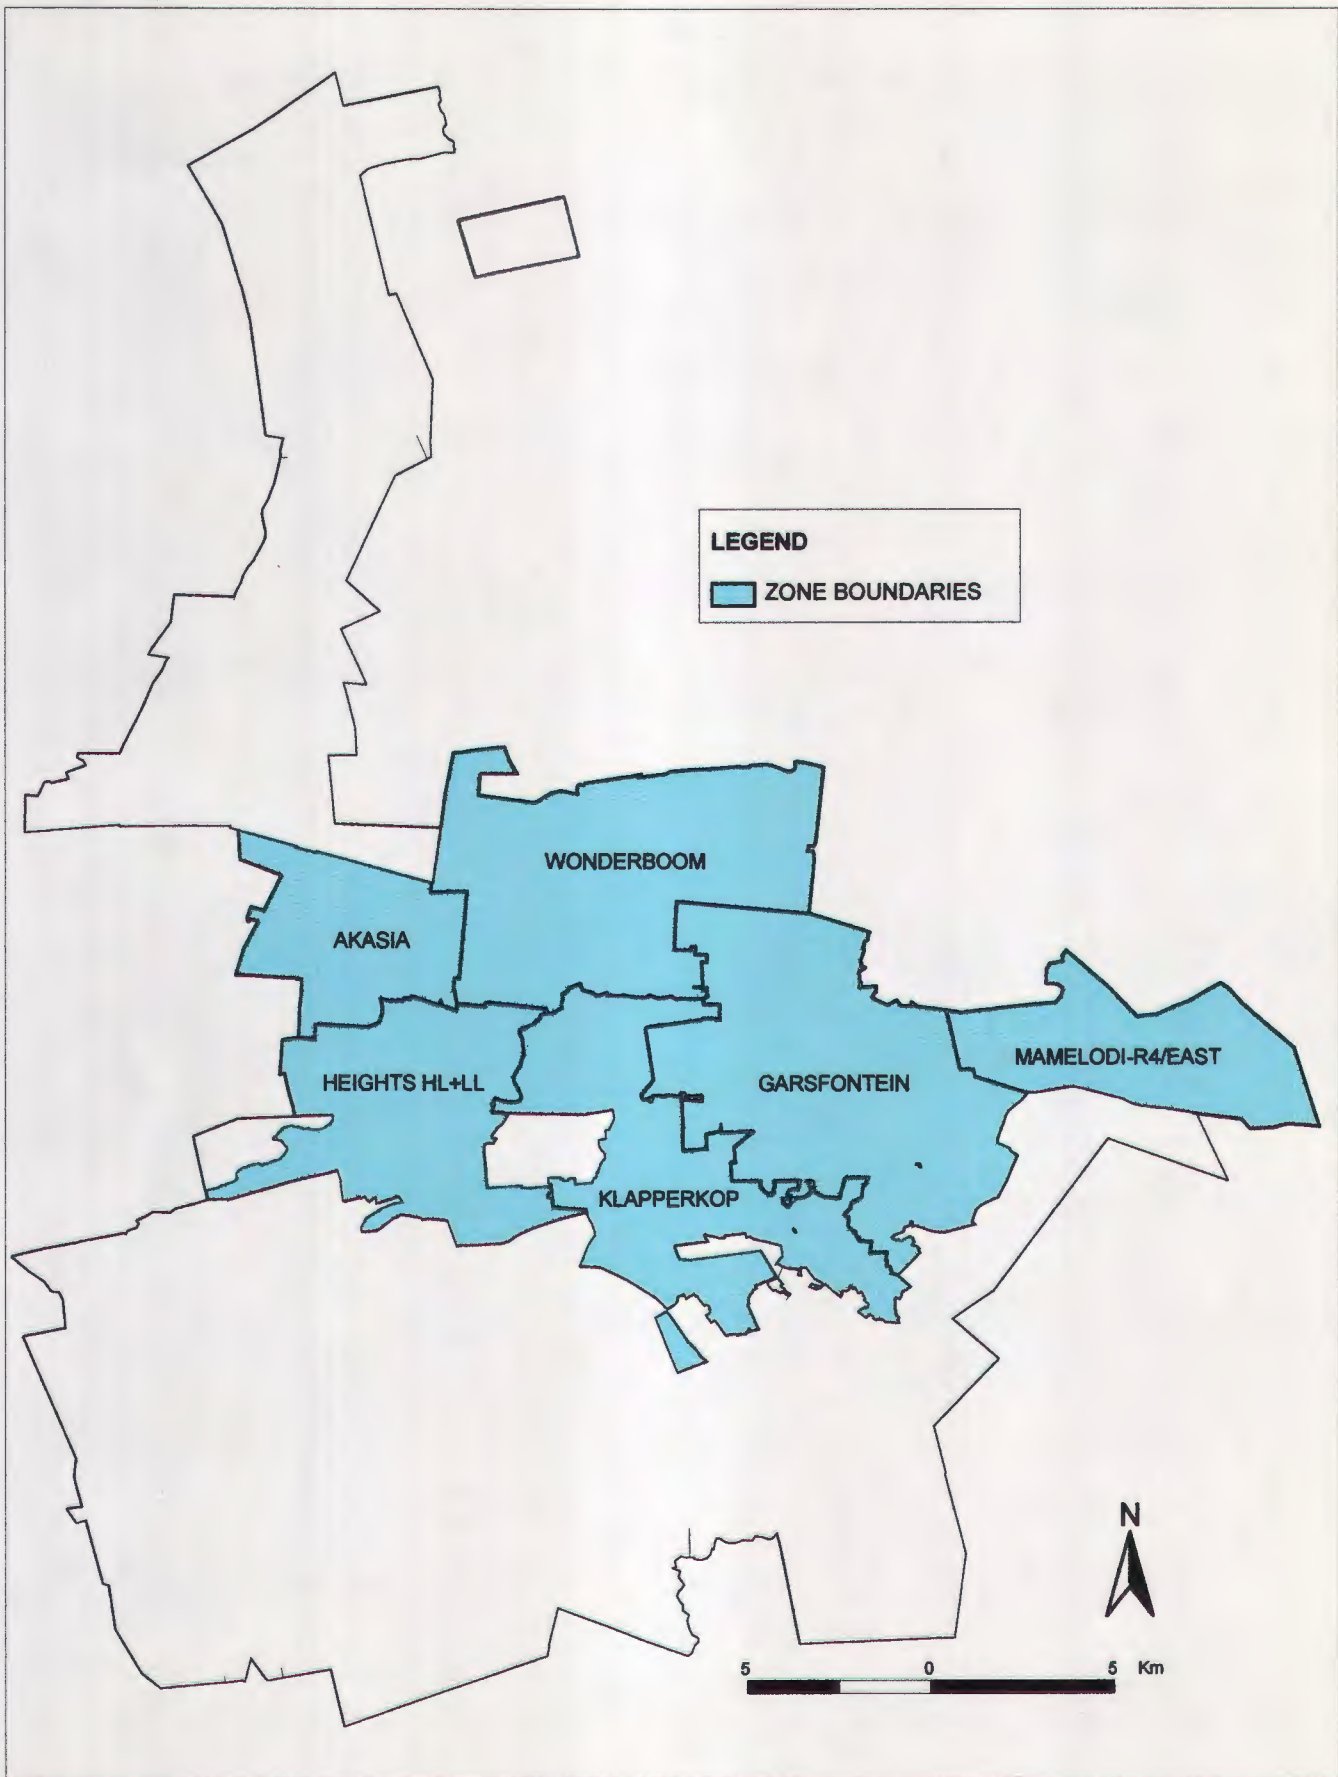 LEGEND
ZONE BOUNDARIES
WONDERBOOM
AKASIA
MAMELODI-R4/EAST
HEIGHTS HL+LL
GARSFONTEIN
KLAPPERKOP
N
5 0 5 Km